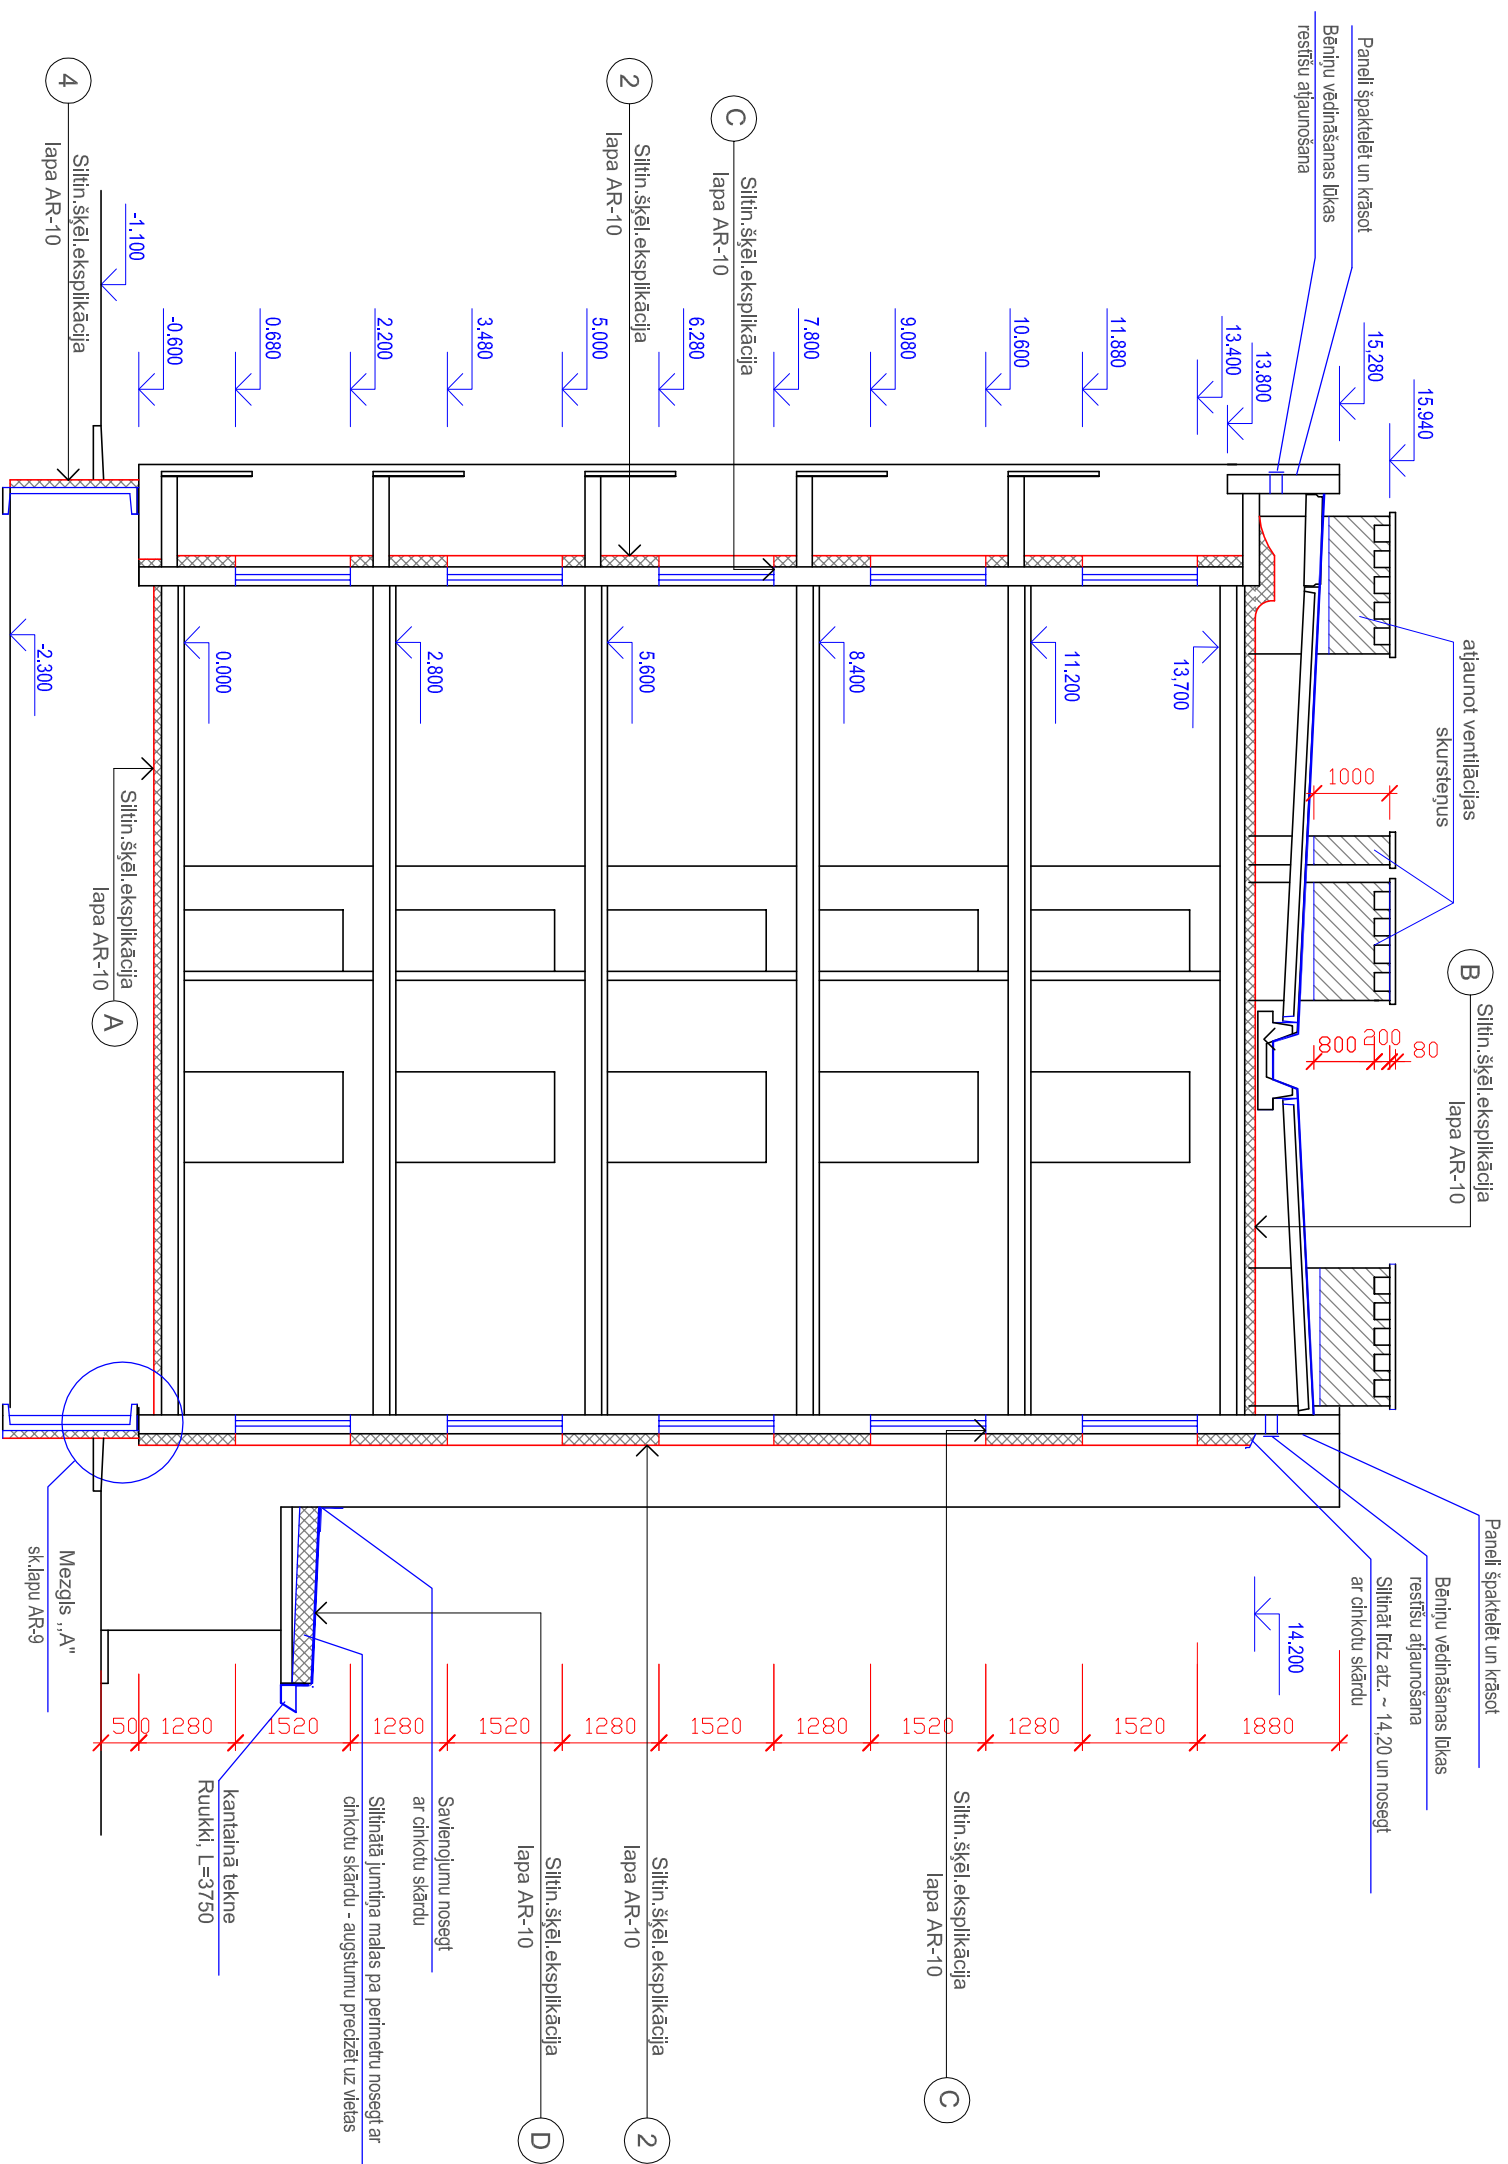 Paneli špaktelēt un krāsot
Bēniņu vēdināšanas lūkas
restīšu atjaunošana
15.940
15,280
13.800
13.400
11.880
10.600
9.080
7.800
6.280
5.000
3.480
2.200
0.680
-0.600
-1.100
C
Siltin.šķēl.eksplikācija
lapa AR-10
2
Siltin.šķēl.eksplikācija
lapa AR-10
4
Siltin.šķēl.eksplikācija
lapa AR-10
atjaunot ventilācijas
skursteņus
1000
13,700
11.200
8.400
5.600
2.800
0.000
-2.300
Siltin.šķēl.eksplikācija
lapa AR-10
A
B
Siltin.šķēl.eksplikācija
lapa AR-10
800
200
80
Paneli špaktelēt un krāsot
Bēniņu vēdināšanas lūkas
restīšu atjaunošana
Siltināt līdz atz. ~ 14,20 un nosegt
ar cinkotu skārdu
14.200
Mezgls ,,A"
sk.lapu AR-9
1880
1520
1280
1520
1280
1520
1280
1520
1280
1520
1280
500
Siltin.šķēl.eksplikācija
lapa AR-10
C
Siltin.šķēl.eksplikācija
lapa AR-10
2
Siltin.šķēl.eksplikācija
lapa AR-10
D
Savienojumu nosegt
ar cinkotu skārdu
Siltinātā jumtiņa malas pa perimetru nosegt ar
cinkotu skārdu - augstumu precizēt uz vietas
kantainā tekne
Ruukki, L=3750